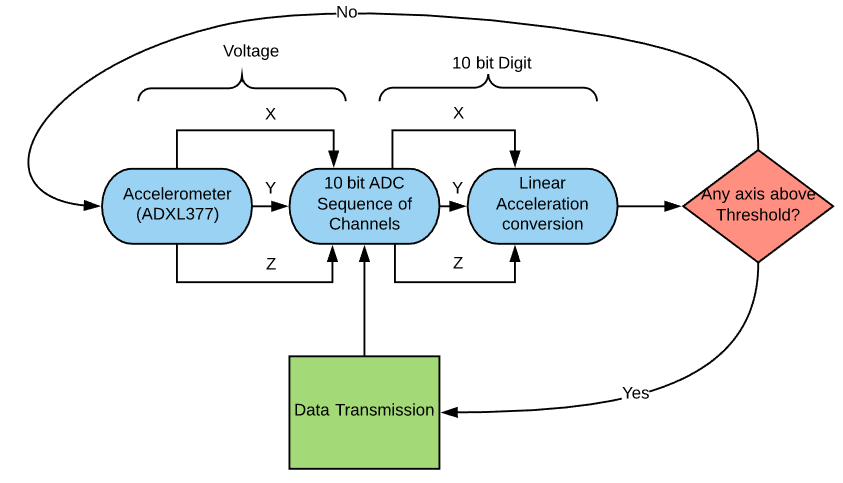 No
Voltage
10 bit Digit
X
X
Accelerometer
(ADXL377)
Y
10 bit ADC
Sequence of
Channels
Y
Linear
Acceleration
conversion
Any axis above
Threshold?
Z
Z
Yes
Data Transmission